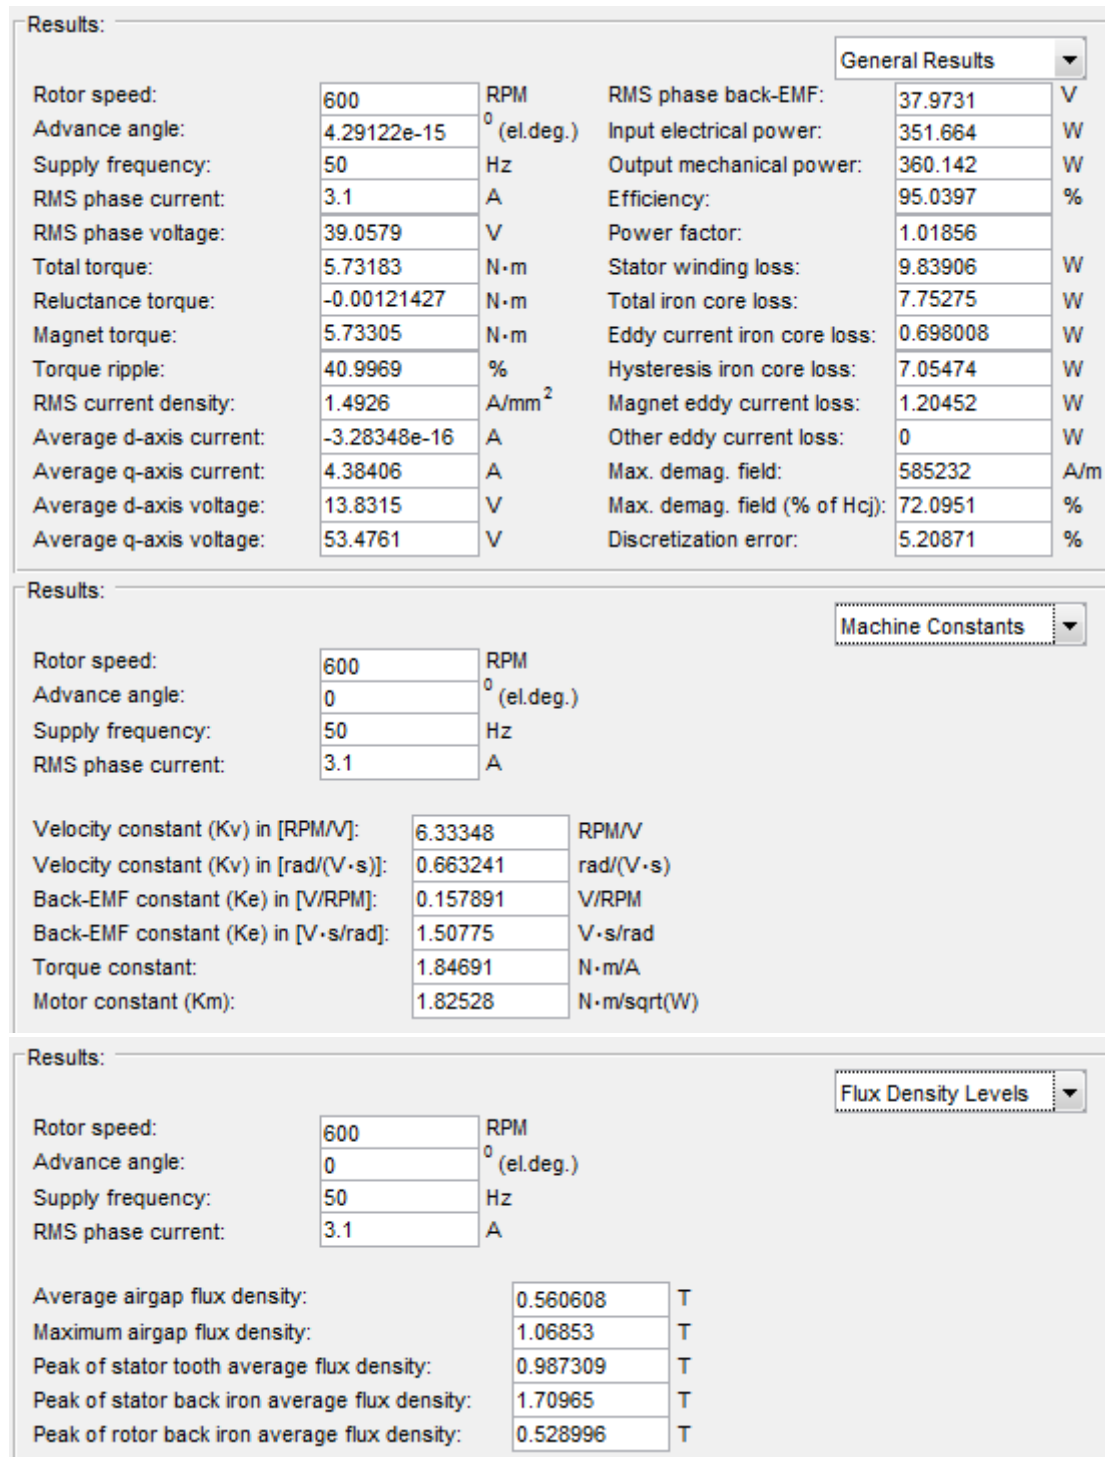 Results:
General Results
Rotor speed: 600 RPM RMS phase back-EMF: 37.9731 V
Advance angle: 4.29122e-15 0 (el.deg.) Input electrical power: 351.664 W
Supply frequency: 50 Hz Output mechanical power: 360.142 W
RMS phase current: 3.1 A Efficiency: 95.0397 %
RMS phase voltage: 39.0579 V Power factor: 1.01856
Total torque: 5.73183 N·m Stator winding loss: 9.83906 W
Reluctance torque: -0.00121427 N·m Total iron core loss: 7.75275 W
Magnet torque: 5.73305 N·m Eddy current iron core loss: 0.698008 W
Torque ripple: 40.9969 % Hysteresis iron core loss: 7.05474 W
RMS current density: 1.4926 A/mm2 Magnet eddy current loss: 1.20452 W
Average d-axis current: -3.28348e-16 A Other eddy current loss: 0 W
Average q-axis current: 4.38406 A Max. demag. field: 585232 A/m
Average d-axis voltage: 13.8315 V Max. demag. field (% of Hcj): 72.0951 %
Average q-axis voltage: 53.4761 V Discretization error: 5.20871 %
Results:
Machine Constants
Rotor speed: 600 RPM
Advance angle: 0 0 (el.deg.)
Supply frequency: 50 Hz
RMS phase current: 3.1 A
Velocity constant (Kv) in [RPM/V]: 6.33348 RPM/V
Velocity constant (Kv) in [rad/(V·s)]: 0.663241 rad/(V·s)
Back-EMF constant (Ke) in [V/RPM]: 0.157891 V/RPM
Back-EMF constant (Ke) in [V·s/rad]: 1.50775 V·s/rad
Torque constant: 1.84691 N·m/A
Motor constant (Km): 1.82528 N·m/sqrt(W)
Results:
Flux Density Levels
Rotor speed: 600 RPM
Advance angle: 0 0 (el.deg.)
Supply frequency: 50 Hz
RMS phase current: 3.1 A
Average airgap flux density: 0.560608 T
Maximum airgap flux density: 1.06853 T
Peak of stator tooth average flux density: 0.987309 T
Peak of stator back iron average flux density: 1.70965 T
Peak of rotor back iron average flux density: 0.528996 T